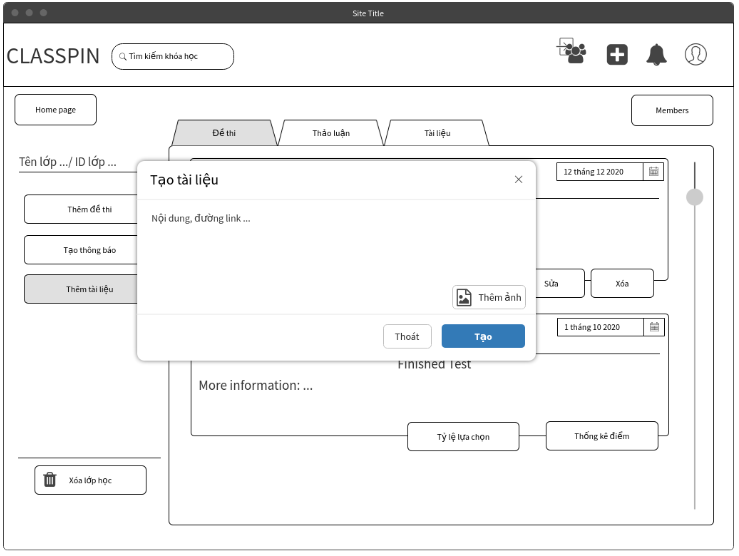 Site Title
CLASSPIN
Tìm kiếm khóa học
Home page
Members
Đề thi
Thảo luận
Tài liệu
Tên lớp .../ ID lớp ...
Thêm đề thi
Tạo thông báo
Thêm tài liệu
Tạo tài liệu
Nội dung, đường link ...
Thêm ảnh
Thoát
Tạo
12 tháng 12 2020
Sửa
Xóa
1 tháng 10 2020
Finished Test
More information: ...
Tỷ lệ lựa chọn
Thống kê điểm
Xóa lớp học